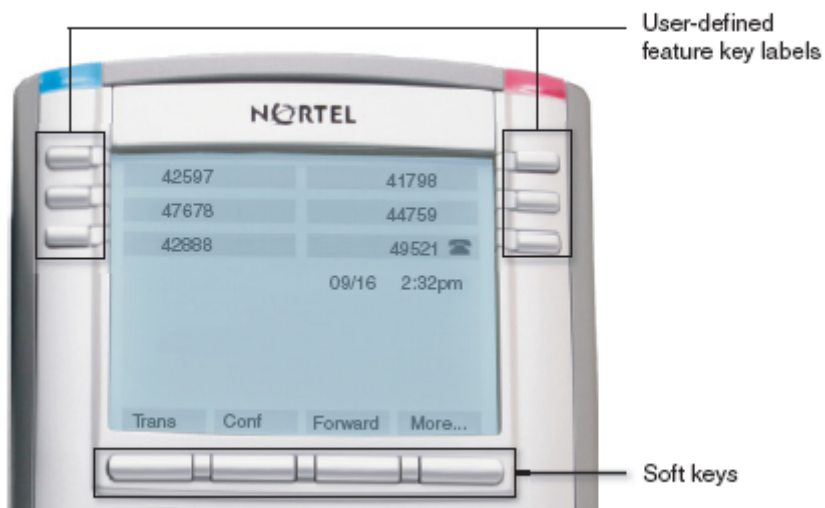 User-defined
feature key labels
NORTEL
42597 41798
47678 44759
42888 49521
09/16 2:32pm
Trans Conf Forward More...
Soft keys